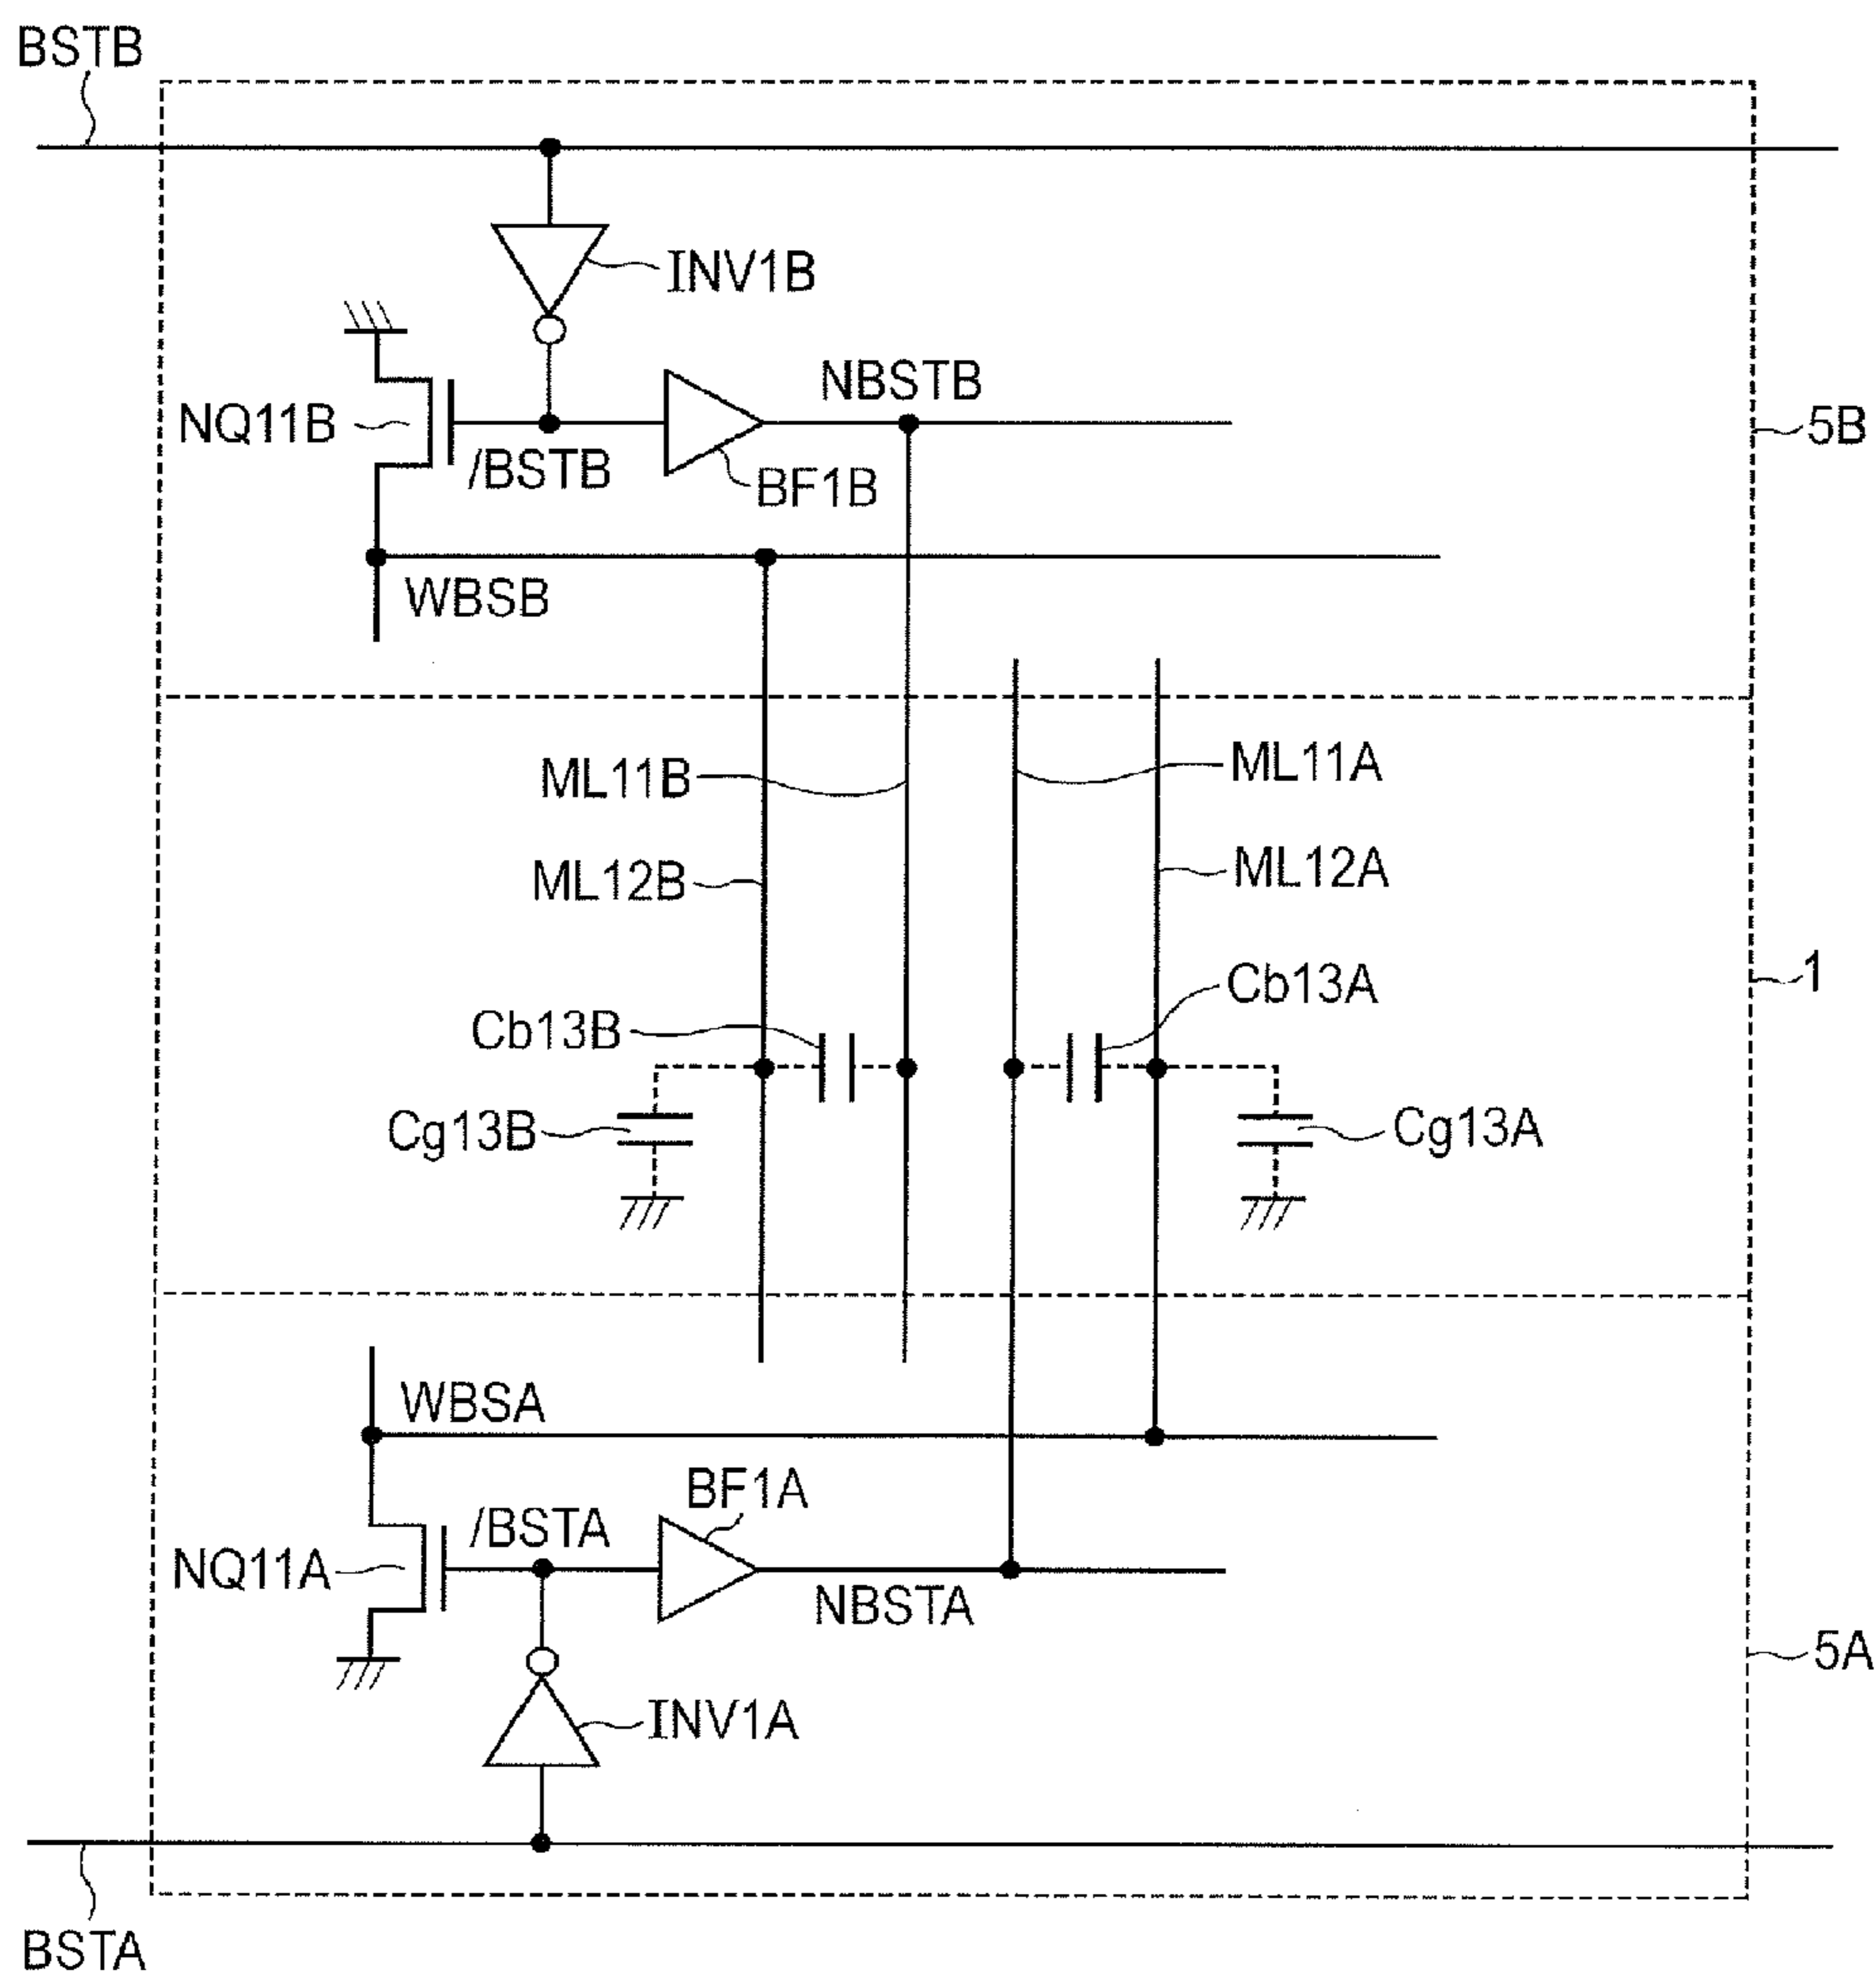 BSTB
INV1B
NBSTB
NQ11B
5B
/BSTB
BF1B
WBSB
ML11B
ML11A
ML12B
ML12A
Cb13A
1
Cb13B
Cg13B
Cg13A
WBSA
BF1A
/BSTA
NQ11A
NBSTA
5A
INV1A
BSTA